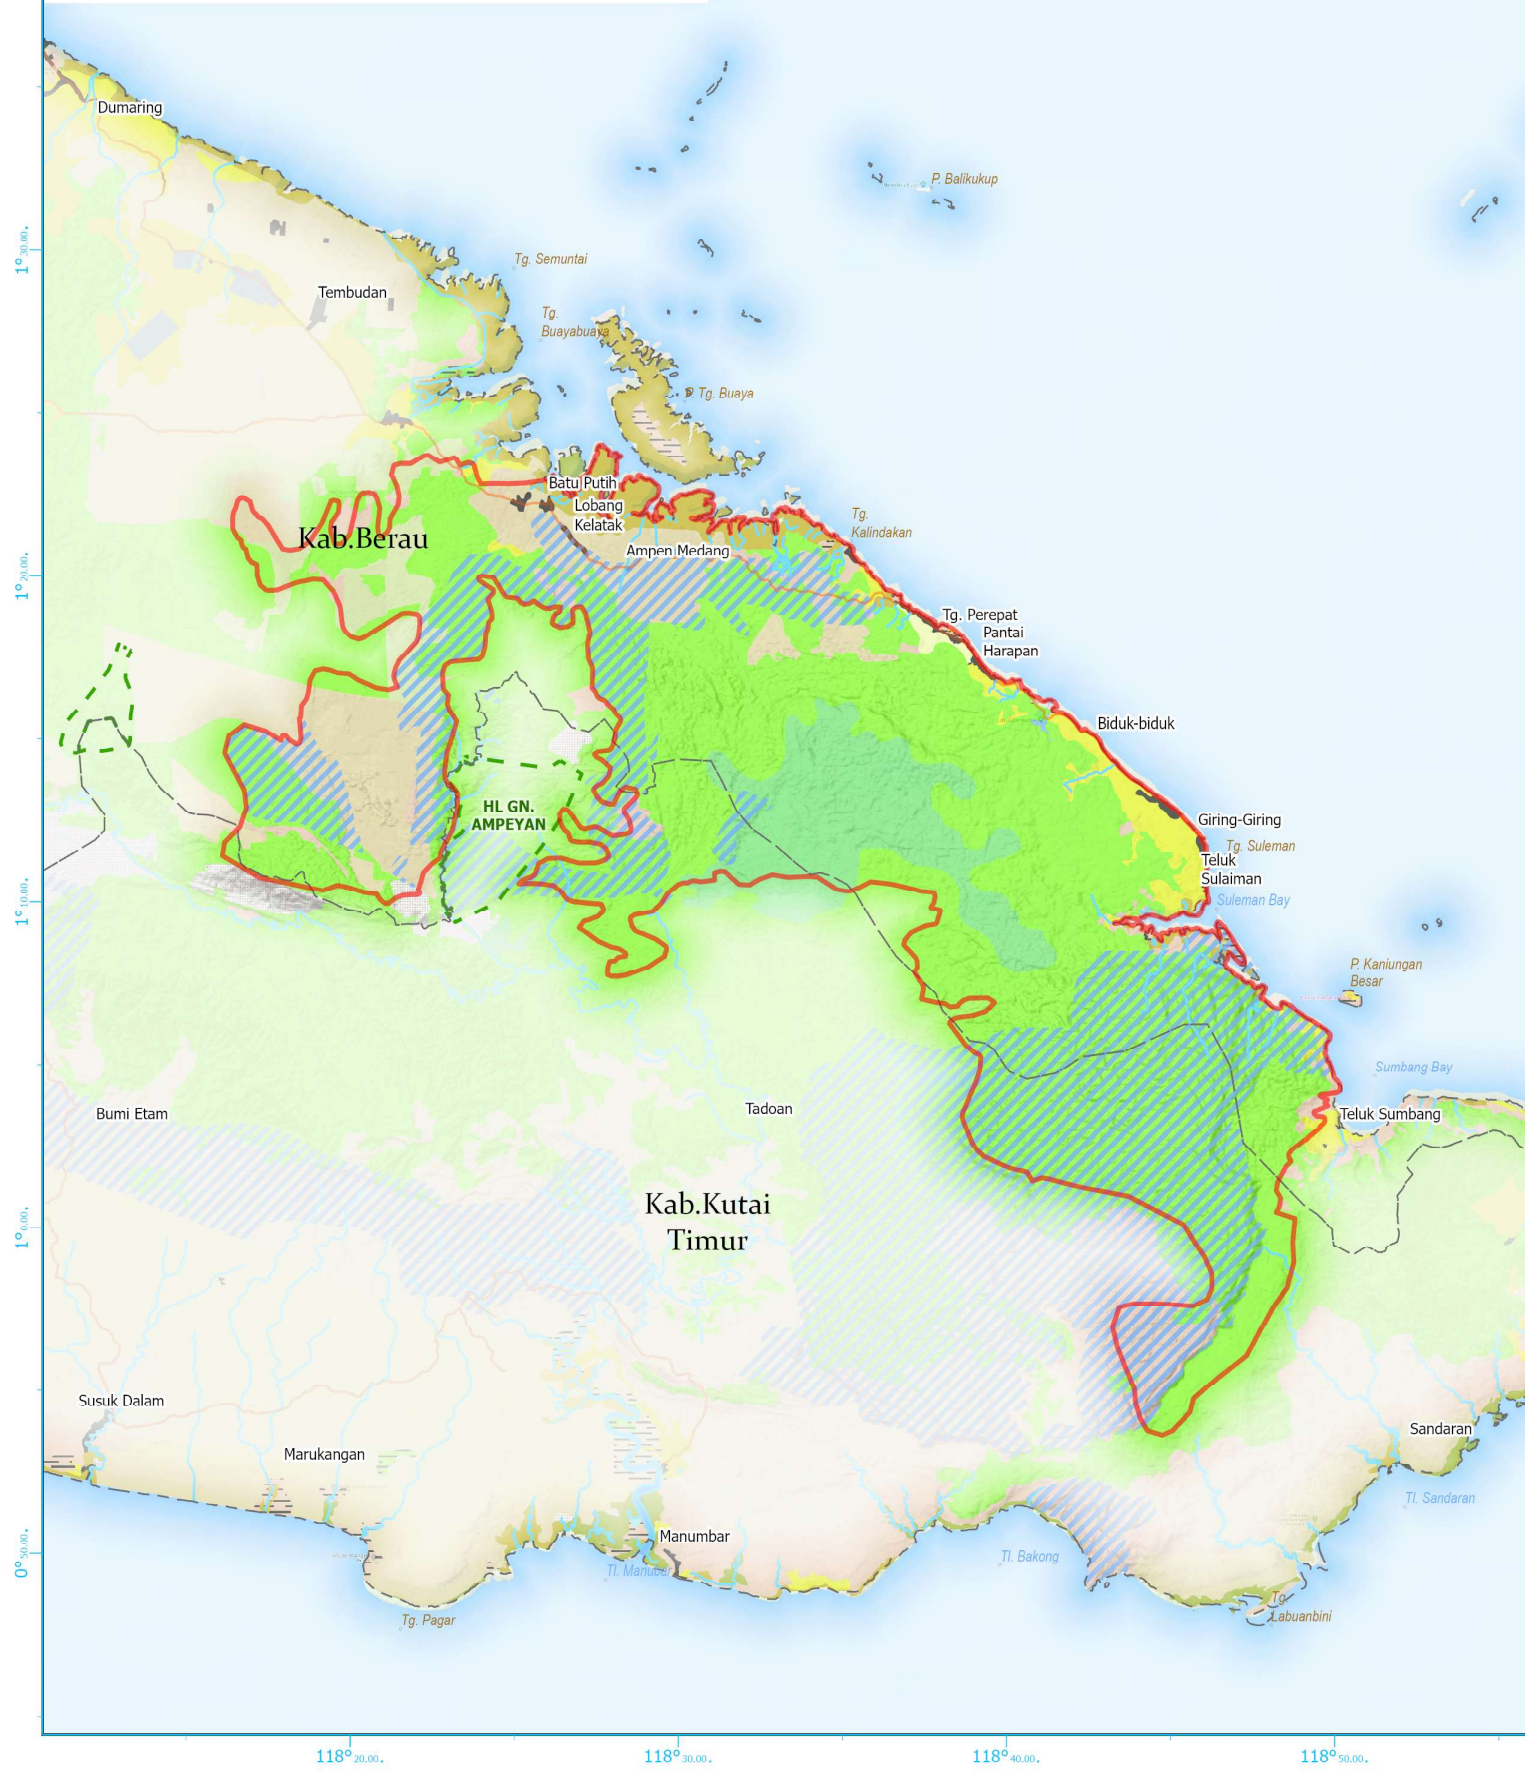 Dumaring
P. Balikukup
1° 30.00.
Tg. Semuntai
Tembudan
Tg.
Buayabuaya
P. Tg. Buaya
Batu Putih
Lobang
Kelatak
Tg.
Kalindakan
Kab.Berau
Ampen Medang
1° 20.00.
Tg. Perepat
Pantai
Harapan
Biduk-biduk
HL GN.
AMPEYAN
Giring-Giring
Tg. Suleman
Teluk
Sulaiman
1° 10.00.
Suleman Bay
P. Kaniungan
Besar
Sumbang Bay
Bumi Etam
Tadoan
Teluk Sumbang
Kab.Kutai
Timur
1° 0.00.
Susuk Dalam
Marukangan
Sandaran
Tl. Sandaran
Manumbar
0° 50.00.
Tl. Bakong
Tl. Manubar
Tg. Pagar
Tg.
Labuanbini
118° 20.00.
118° 30.00.
118° 40.00.
118° 50.00.